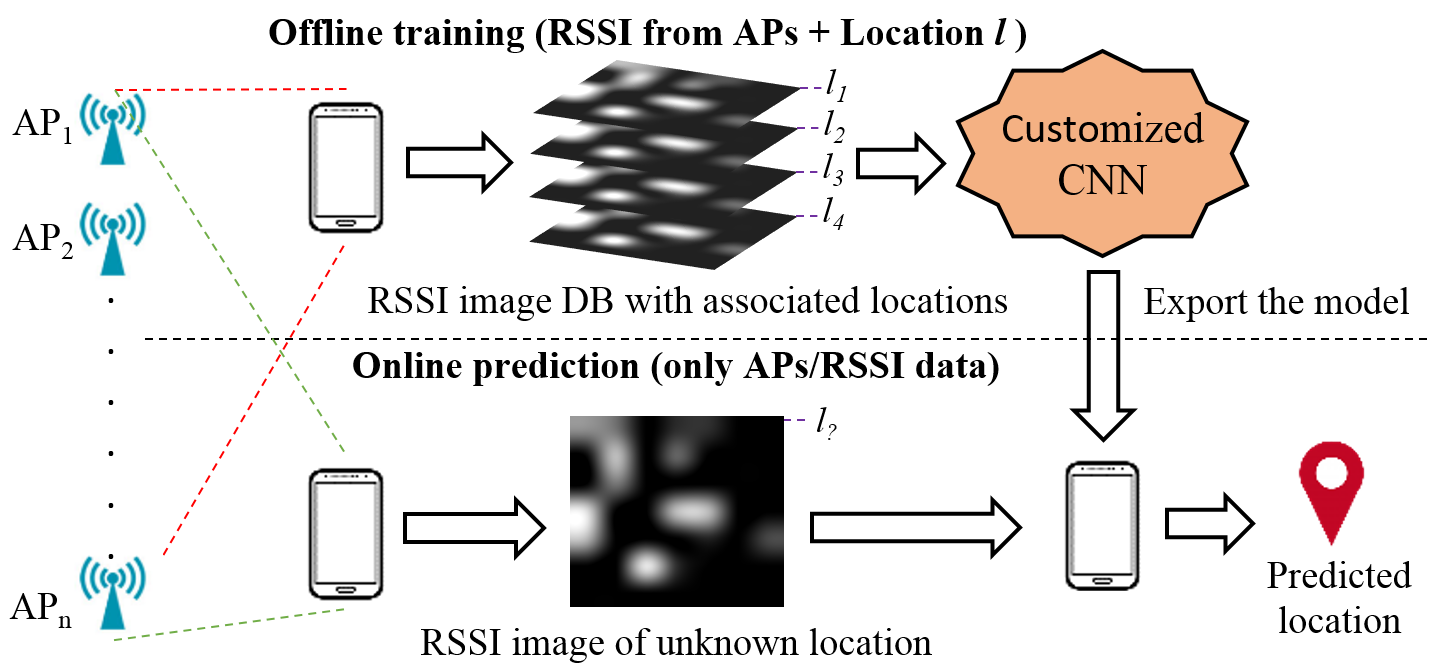 Offline training (RSSI from APs + Location l )
AP1
AP2
APn
l1
l2
l3
l4
Customized
CNN
RSSI image DB with associated locations
Export the model
Online prediction (only APs/RSSI data)
l?
RSSI image of unknown location
Predicted
location